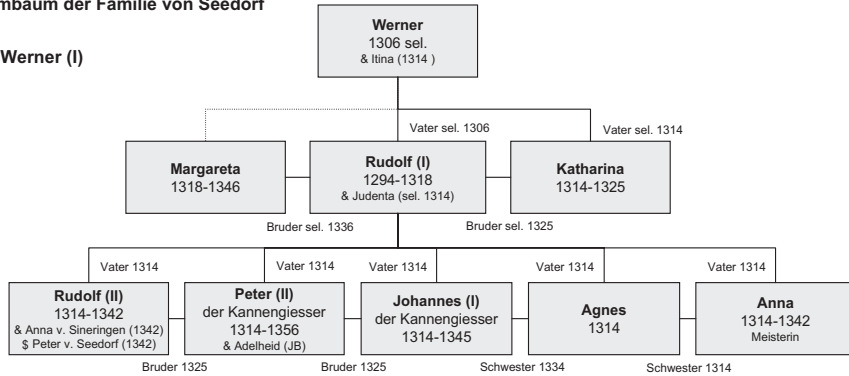 mbaum der Familie von Seedorf
Werner (I)
Werner
1306 sel.
& Itina (1314 )
Vater sel. 1306
Vater sel. 1314
Margareta
1318-1346
Rudolf (I)
1294-1318
& Judenta (sel. 1314)
Katharina
1314-1325
Bruder sel. 1336
Bruder sel. 1325
Vater 1314
Vater 1314
Vater 1314
Vater 1314
Vater 1314
Rudolf (II)
1314-1342
& Anna v. Sineringen (1342)
$ Peter v. Seedorf (1342)
Peter (II)
der Kannengiesser
1314-1356
& Adelheid (JB)
Johannes (I)
der Kannengiesser
1314-1345
Agnes
1314
Anna
1314-1342
Meisterin
Bruder 1325
Bruder 1325
Schwester 1334
Schwester 1314